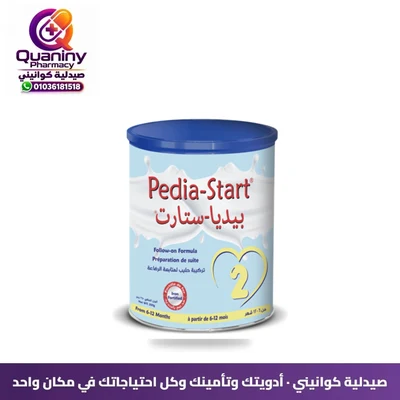 Quaniny
Pharmacy
صيدلية كوانيني
01036181518
Pedia-Start®
بيديا-ستارت
Follow-on Formula
Préparation de suite
تركيبة حليب لمتابعة الرضاعة
2
Iron Fortified
From 6-12 Months
à partir de 6-12 mois
صيدلية كوانيني - أدويتك وتأمينك وكل احتياجاتك في مكان واحد